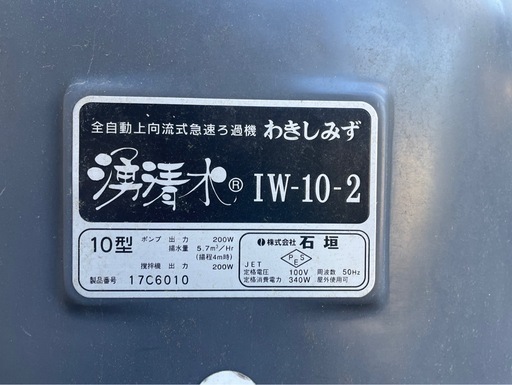 全自動上向流式急速ろ過機 わきしみず
湧清水® IW-10-2
10型 ポンプ 出力 200W
揚水量 5.7m³/Hr
(揚程4m時)
撹拌機 出力 200W
製品番号 17C6010
株式会社 石垣
JET
PSE
定格電圧 100V 周波数 50Hz
定格消費電力 340W 屋外使用可